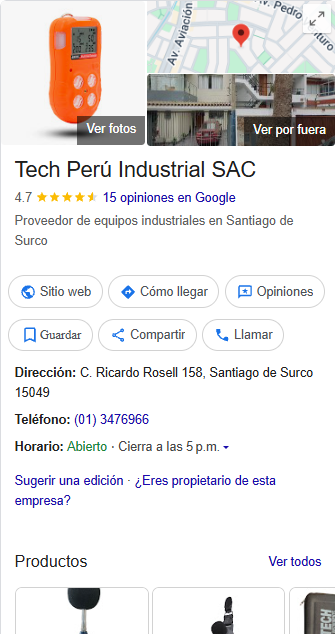 Av. Aviación
Av. Pedro
Ver fotos
Ver por fuera
Tech Perú Industrial SAC
4.7 15 opiniones en Google
Proveedor de equipos industriales en Santiago de
Surco
Sitio web Cómo llegar Opiniones
Guardar Compartir Llamar
Dirección: C. Ricardo Rosell 158, Santiago de Surco
15049
Teléfono: (01) 3476966
Horario: Abierto · Cierra a las 5 p.m.
Sugerir una edición · ¿Eres propietario de esta
empresa?
Productos Ver todos